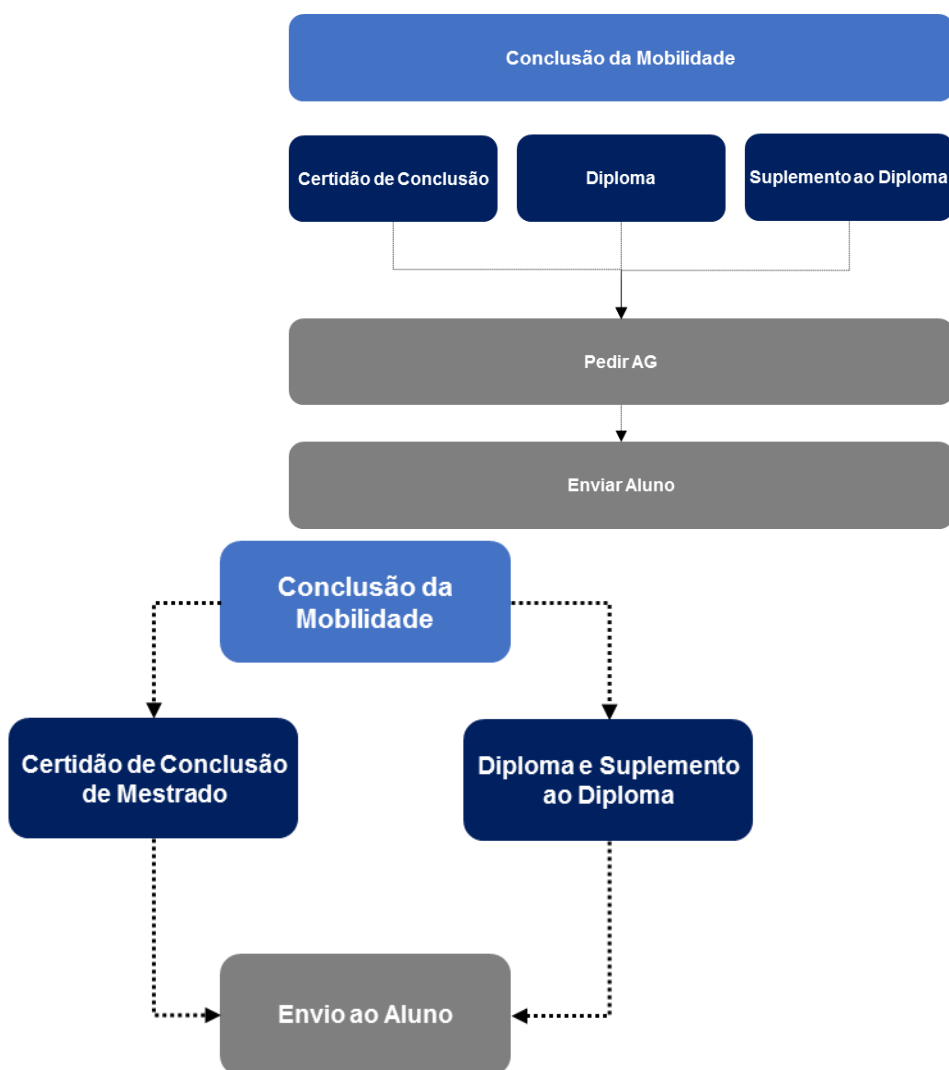 Conclusão da Mobilidade
Certidão de Conclusão
Diploma
Suplemento ao Diploma
Pedir AG
Enviar Aluno
Conclusão da
Mobilidade
Certidão de Conclusão
de Mestrado
Diploma e Suplemento
ao Diploma
Envio ao Aluno